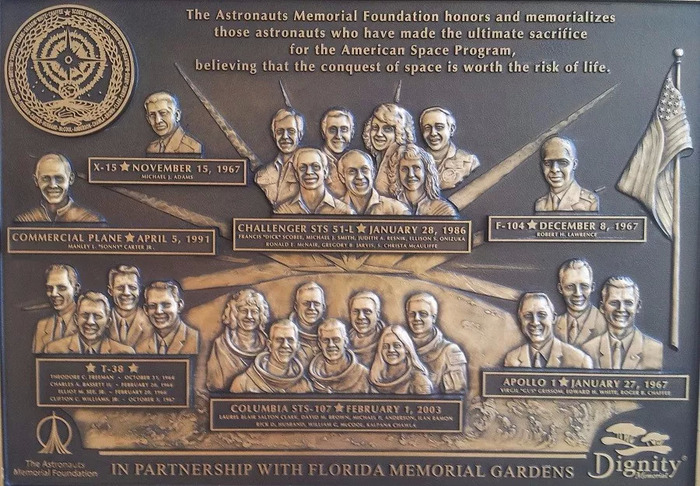 The Astronauts Memorial Foundation honors and memorializes
those astronauts who have made the ultimate sacrifice
for the American Space Program,
believing that the conquest of space is worth the risk of life.
X-15 ★ NOVEMBER 15, 1967
MICHAEL J. ADAMS
COMMERCIAL PLANE ★ APRIL 5, 1991
MANLEY L. "SONNY" CARTER JR.
CHALLENGER STS 51-L ★ JANUARY 28, 1986
FRANCIS "DICK" SCOBEE, MICHAEL J. SMITH, JUDITH A. RESNIK, ELLISON S. ONIZUKA
RONALD E. MCNAIR, GREGORY B. JARVIS, S. CHRISTA MCAULIFFE
F-104 ★ DECEMBER 8, 1967
ROBERT H. LAWRENCE
★ T-38 ★
THEODORE C. FREEMAN - OCTOBER 31, 1964
CHARLES A. BASSETT II. - FEBRUARY 28, 1966
ELLIOT M. SEE, JR. - FEBRUARY 28, 1966
CLIFTON C. WILLIAMS, JR. - OCTOBER 5, 1967
COLUMBIA STS-107 ★ FEBRUARY 1, 2003
LAUREL BLAIR SALTON CLARK, DAVID M. BROWN, MICHAEL P. ANDERSON, ILAN RAMON
RICK D. HUSBAND, WILLIAM C. MCCOOL, KALPANA CHAWLA
APOLLO 1 ★ JANUARY 27, 1967
VIRGIL "GUS" GRISSOM, EDWARD H. WHITE, ROGER B. CHAFFEE
The Astronauts
Memorial Foundation
IN PARTNERSHIP WITH FLORIDA MEMORIAL GARDENS
Dignity®
Memorial